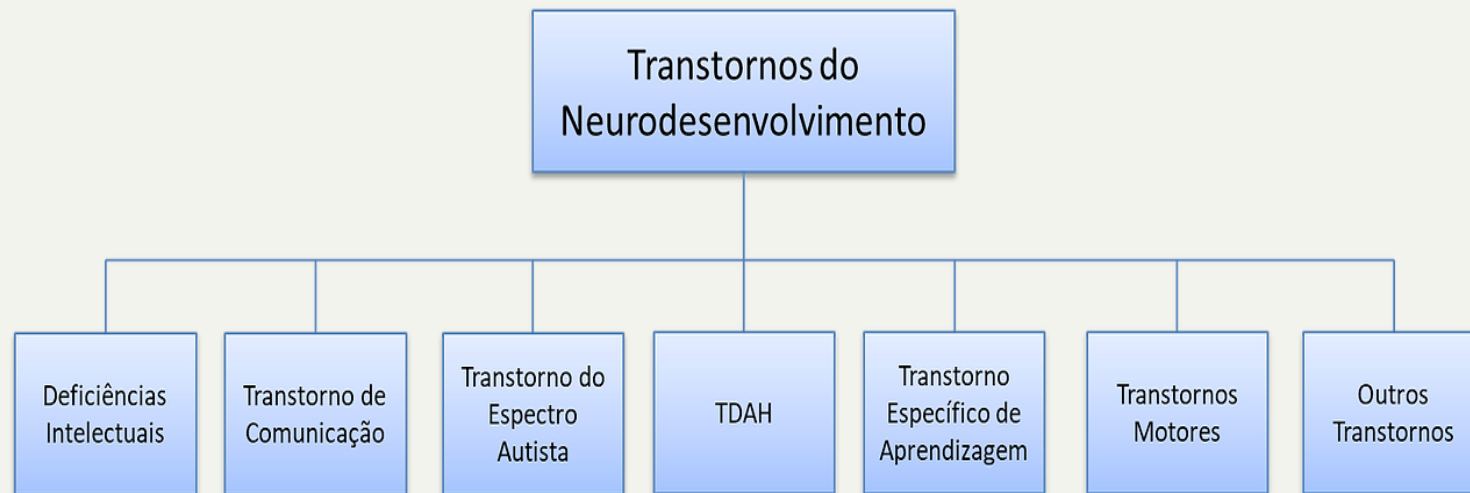 Transtornos do
Neurodesenvolvimento
Deficiências
Intelectuais
Transtorno de
Comunicação
Transtorno do
Espectro
Autista
TDAH
Transtorno
Específico de
Aprendizagem
Transtornos
Motores
Outros
Transtornos